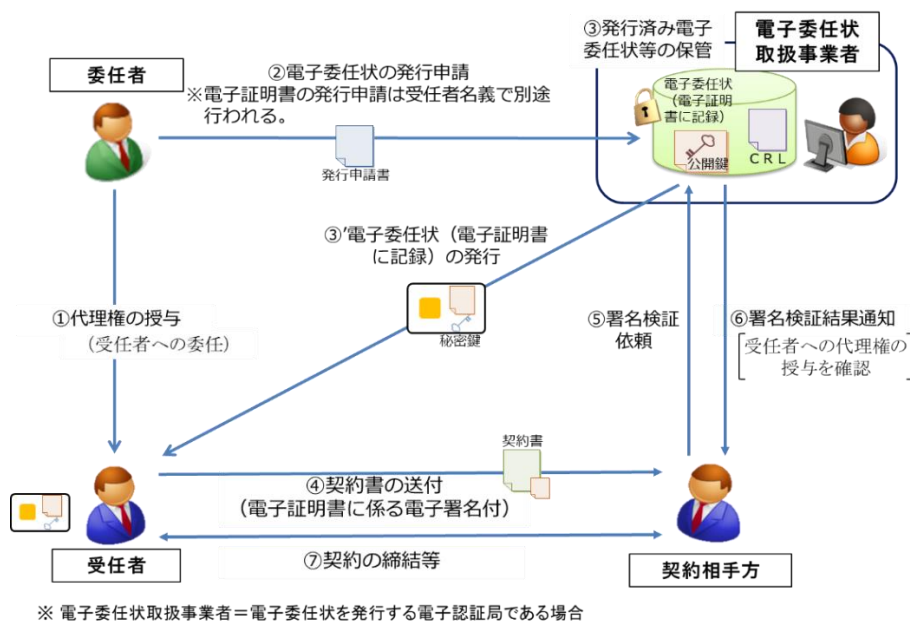 委任者
②電子委任状の発行申請
※電子証明書の発行申請は受任者名義で別途
行われる。
発行申請書
③発行済み電子
委任状等の保管
電子委任状
取扱事業者
電子委任状
（電子証明
書に記録）
公開鍵
CRL
③’電子委任状（電子証明書
に記録）の発行
秘密鍵
①代理権の授与
（受任者への委任）
⑤署名検証
依頼
⑥署名検証結果通知
受任者への代理権の
授与を確認
契約書
④契約書の送付
（電子証明書に係る電子署名付）
⑦契約の締結等
受任者
契約相手方
※ 電子委任状取扱事業者＝電子委任状を発行する電子認証局である場合